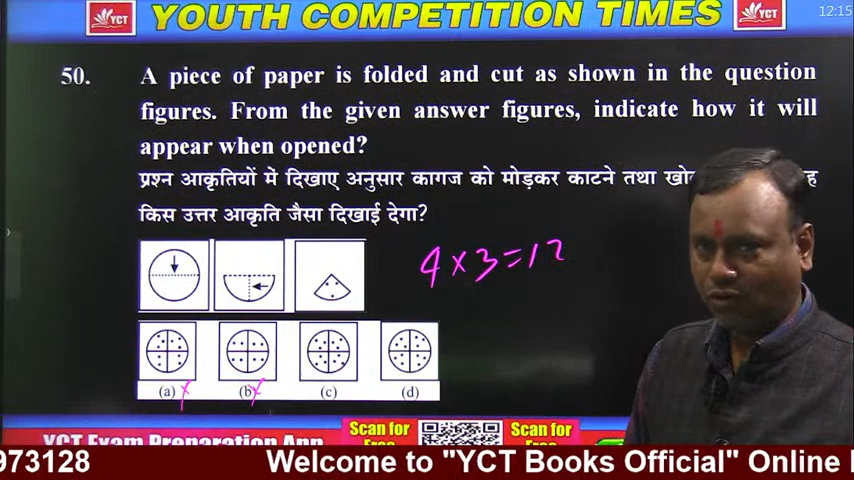 YCT
YOUTH COMPETITION TIMES
YCT
12:15
50.
A piece of paper is folded and cut as shown in the question
figures. From the given answer figures, indicate how it will
appear when opened?
प्रश्न आकृतियों में दिखाए अनुसार कागज को मोड़कर काटने तथा
किस उत्तर आकृति जैसा दिखाई देगा?
4×3=12
(a)
(b)
(c)
(d)
YCT Exam Preparation App
Scan for
Free
Scan for
Free
973128
Welcome to "YCT Books Official" Online